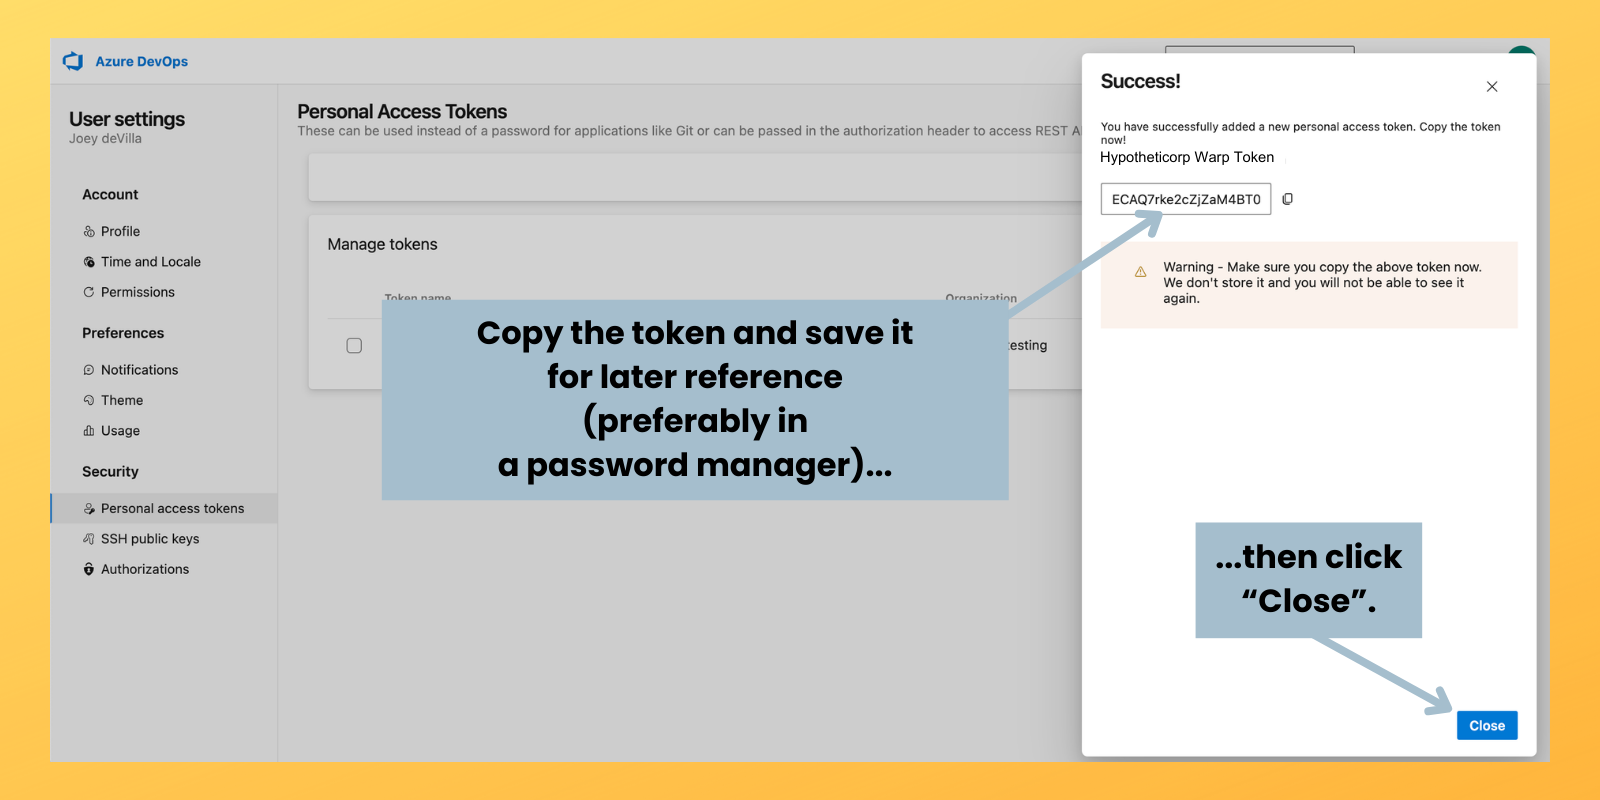 Azure DevOps
User settings
Joey deVilla
Account
Profile
Time and Locale
Permissions
Preferences
Notifications
Theme
Usage
Security
Personal access tokens
SSH public keys
Authorizations
Personal Access Tokens
These can be used instead of a password for applications like Git or can be passed in the authorization header to access REST A
Manage tokens
Token name
Organization
esting
Copy the token and save it
for later reference
(preferably in
a password manager)...
Success!
You have successfully added a new personal access token. Copy the token
now!
Hypotheticorp Warp Token
ECAQ7rke2cZjZaM4BT0
Warning - Make sure you copy the above token now.
We don't store it and you will not be able to see it
again.
...then click
“Close”.
Close